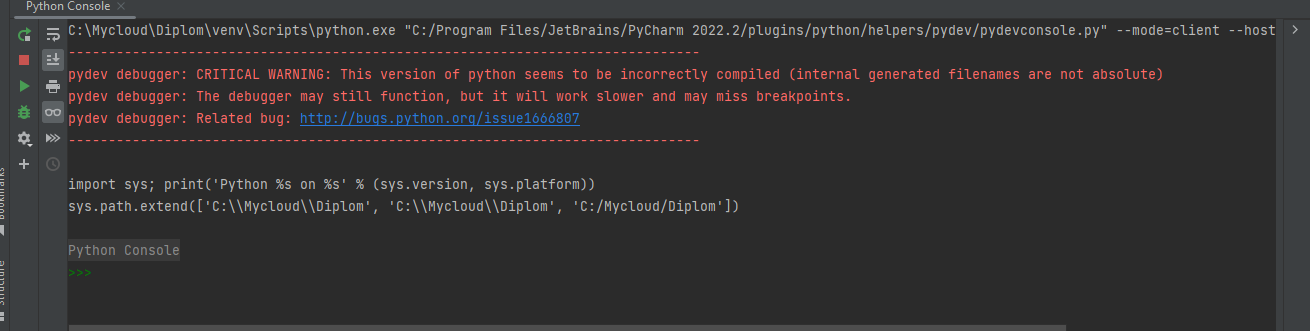 Python Console
C:\Mycloud\Diplom\venv\Scripts\python.exe "C:/Program Files/JetBrains/PyCharm 2022.2/plugins/python/helpers/pydev/pydevconsole.py" --mode=client --host
---------------------------------------------------------------------------
pydev debugger: CRITICAL WARNING: This version of python seems to be incorrectly compiled (internal generated filenames are not absolute)
pydev debugger: The debugger may still function, but it will work slower and may miss breakpoints.
pydev debugger: Related bug: http://bugs.python.org/issue1666807
---------------------------------------------------------------------------
import sys; print('Python %s on %s' % (sys.version, sys.platform))
sys.path.extend(['C:\\Mycloud\\Diplom', 'C:\\Mycloud\\Diplom', 'C:/Mycloud/Diplom'])
Python Console
>>>
Bookmarks
Structure